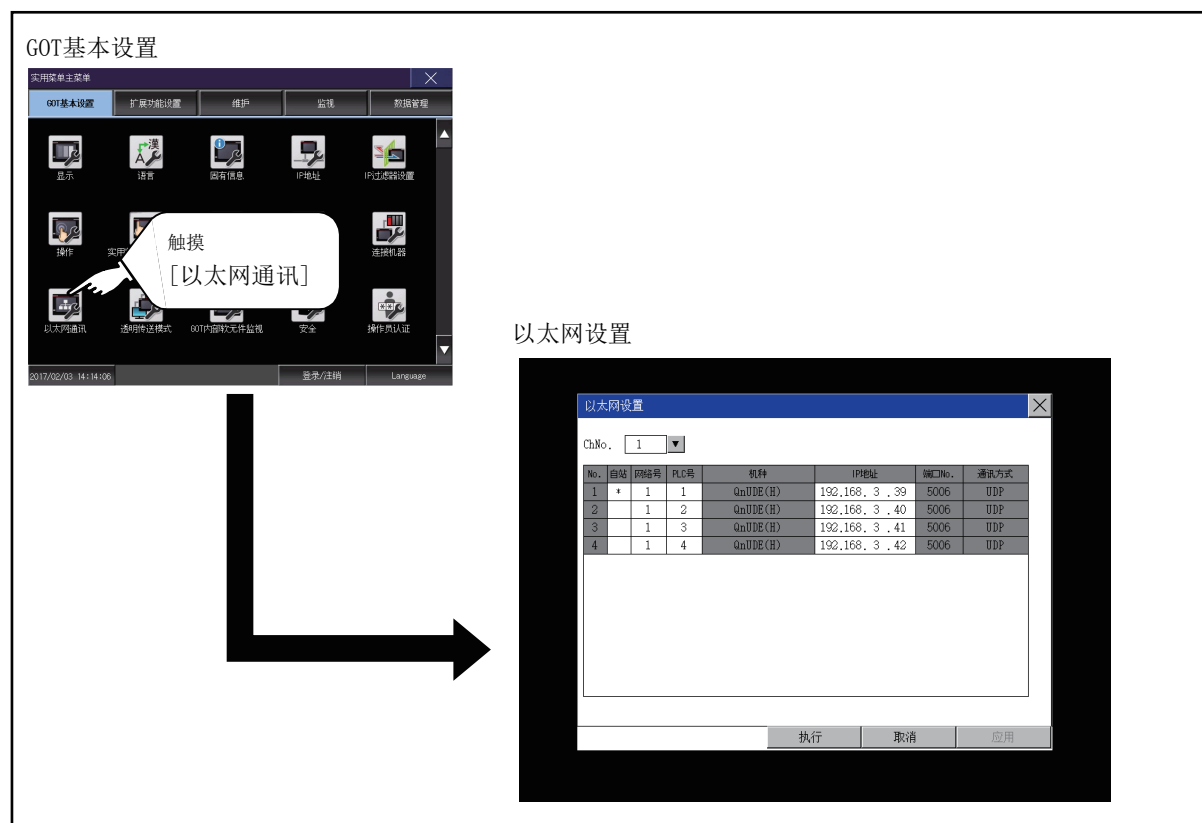 GOT基本设置
实用菜单主菜单
GOT基本设置 扩展功能设置 维护 监视 数据管理
显示 语言 固有信息 IP地址 IP过滤器设置
操作 实用 连接机器
触摸
[以太网通讯]
以太网通讯 透明传送模式 GOT内部软元件监视 安全 操作员认证
2017/02/03 14:14:06 登录/注销 Language
以太网设置
以太网设置
ChNo. 1
No. 自站 网络号 PLC号 机种 IP地址 端口No. 通讯方式
1 * 1 1 QnUDE(H) 192.168. 3 .39 5006 UDP
2 1 2 QnUDE(H) 192.168. 3 .40 5006 UDP
3 1 3 QnUDE(H) 192.168. 3 .41 5006 UDP
4 1 4 QnUDE(H) 192.168. 3 .42 5006 UDP
执行 取消 应用